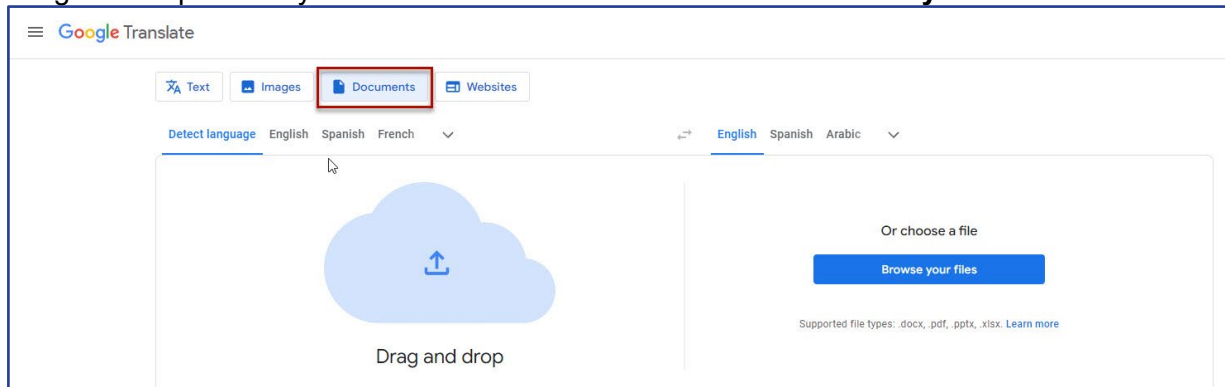 Google Translate
Text Images Documents Websites
Detect language English Spanish French English Spanish Arabic
Or choose a file
Browse your files
Supported file types: .docx, .pdf, .pptx, .xlsx. Learn more
Drag and drop